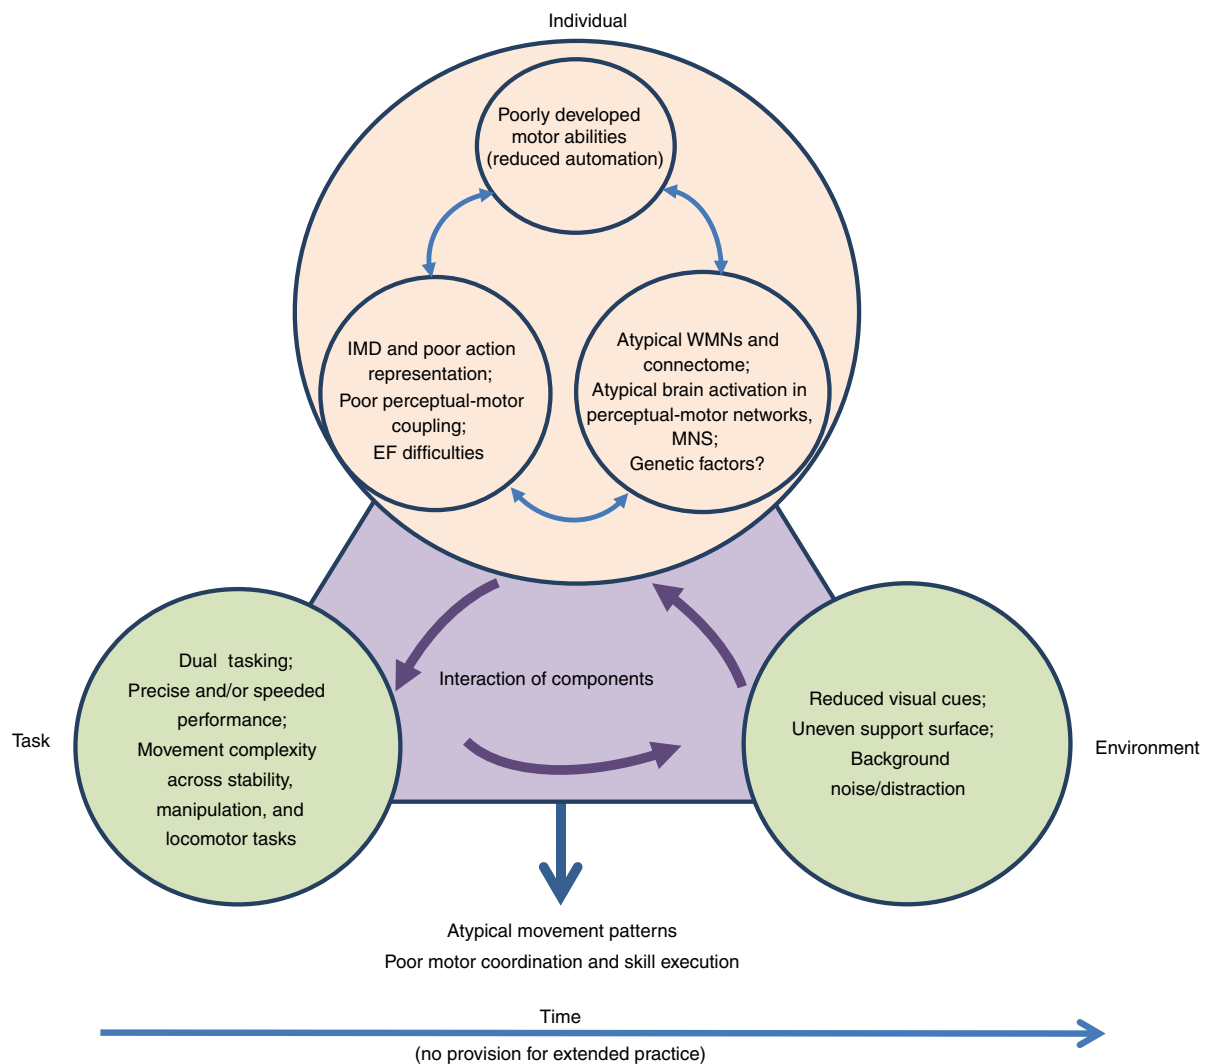 Individual
Poorly developed
motor abilities
(reduced automation)
IMD and poor action
representation;
Poor perceptual-motor
coupling;
EF difficulties
Atypical WMNs and
connectome;
Atypical brain activation in
perceptual-motor networks,
MNS;
Genetic factors?
Interaction of components
Task
Dual tasking;
Precise and/or speeded
performance;
Movement complexity
across stability,
manipulation, and
locomotor tasks
Reduced visual cues;
Uneven support surface;
Background
noise/distraction
Environment
Atypical movement patterns
Poor motor coordination and skill execution
Time
(no provision for extended practice)